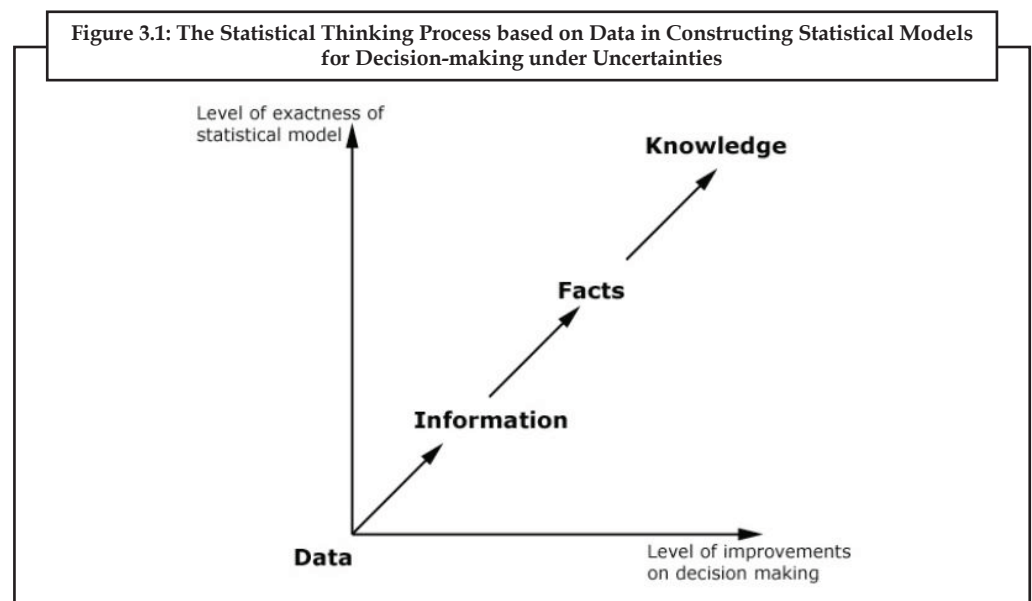 Figure 3.1: The Statistical Thinking Process based on Data in Constructing Statistical Models
for Decision-making under Uncertainties
Level of exactness of
statistical model
Knowledge
Facts
Information
Data
Level of improvements
on decision making